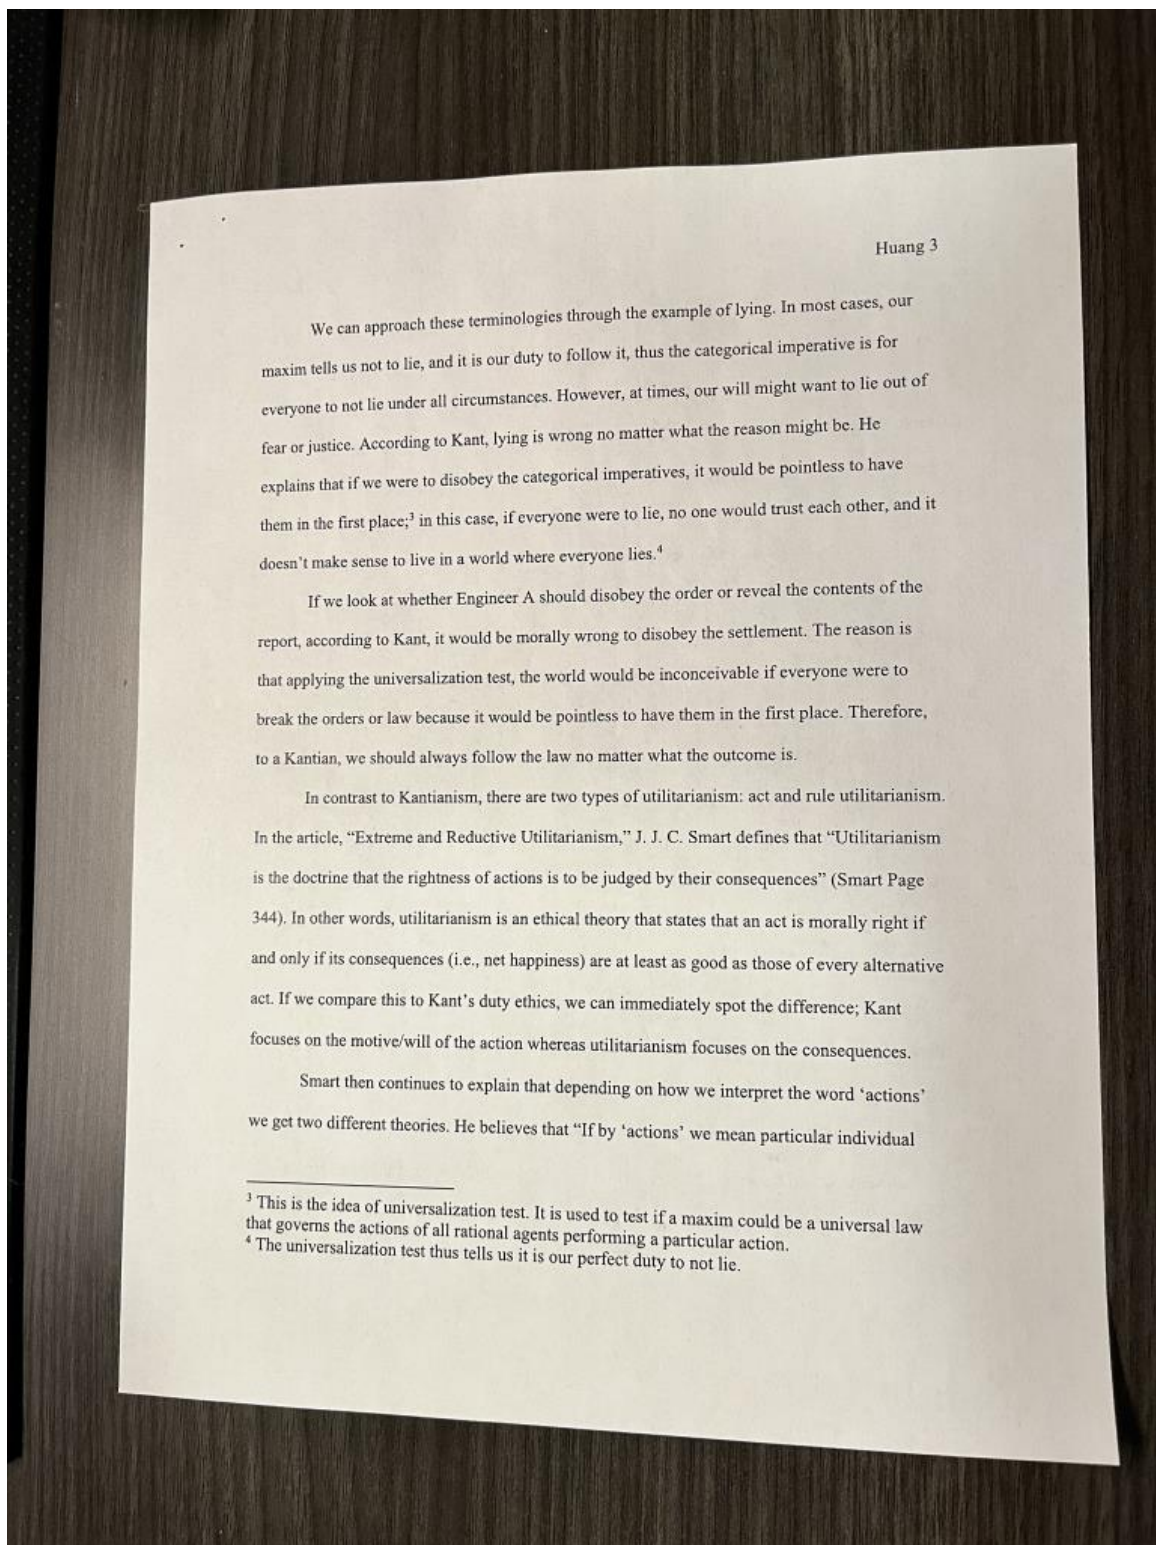 Huang 3
We can approach these terminologies through the example of lying. In most cases, our
maxim tells us not to lie, and it is our duty to follow it, thus the categorical imperative is for
everyone to not lie under all circumstances. However, at times, our will might want to lie out of
fear or justice. According to Kant, lying is wrong no matter what the reason might be. He
explains that if we were to disobey the categorical imperatives, it would be pointless to have
them in the first place;³ in this case, if everyone were to lie, no one would trust each other, and it
doesn't make sense to live in a world where everyone lies.⁴
If we look at whether Engineer A should disobey the order or reveal the contents of the
report, according to Kant, it would be morally wrong to disobey the settlement. The reason is
that applying the universalization test, the world would be inconceivable if everyone were to
break the orders or law because it would be pointless to have them in the first place. Therefore,
to a Kantian, we should always follow the law no matter what the outcome is.
In contrast to Kantianism, there are two types of utilitarianism: act and rule utilitarianism.
In the article, “Extreme and Reductive Utilitarianism,” J. J. C. Smart defines that “Utilitarianism
is the doctrine that the rightness of actions is to be judged by their consequences” (Smart Page
344). In other words, utilitarianism is an ethical theory that states that an act is morally right if
and only if its consequences (i.e., net happiness) are at least as good as those of every alternative
act. If we compare this to Kant's duty ethics, we can immediately spot the difference; Kant
focuses on the motive/will of the action whereas utilitarianism focuses on the consequences.
Smart then continues to explain that depending on how we interpret the word ‘actions’
we get two different theories. He believes that “If by ‘actions’ we mean particular individual
³ This is the idea of universalization test. It is used to test if a maxim could be a universal law
that governs the actions of all rational agents performing a particular action.
⁴ The universalization test thus tells us it is our perfect duty to not lie.